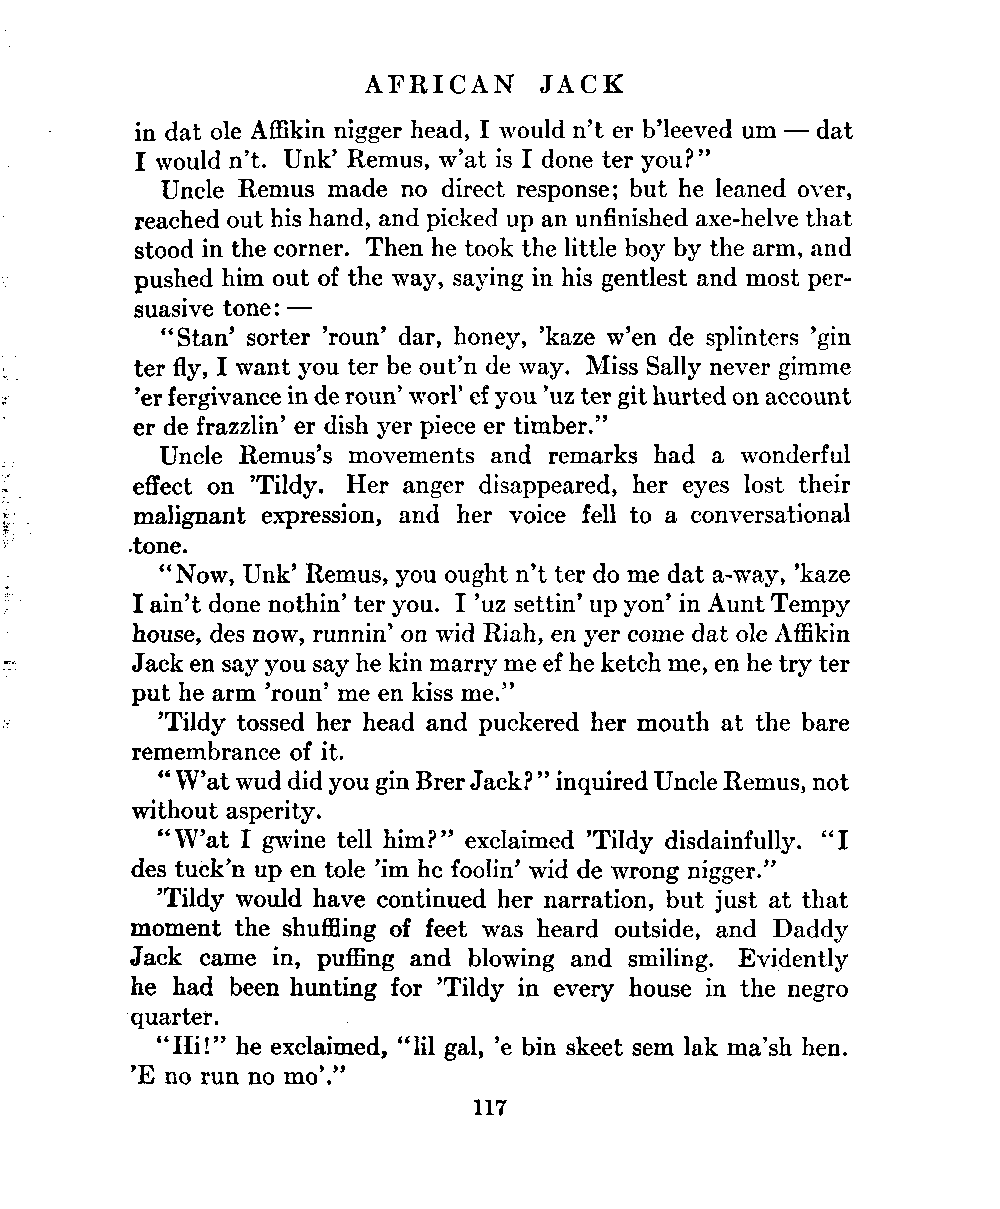 AFRICAN JACK
in dat ole Affikin nigger head, I would n't er b'leeved um — dat
I would n't. Unk' Remus, w'at is I done ter you?"
Uncle Remus made no direct response; but he leaned over,
reached out his hand, and picked up an unfinished axe-helve that
stood in the corner. Then he took the little boy by the arm, and
pushed him out of the way, saying in his gentlest and most per-
suasive tone: —
"Stan' sorter 'roun' dar, honey, 'kaze w'en de splinters 'gin
ter fly, I want you ter be out'n de way. Miss Sally never gimme
'er fergivance in de roun' worl' ef you 'uz ter git hurted on account
er de frazzlin' er dish yer piece er timber."
Uncle Remus's movements and remarks had a wonderful
effect on 'Tildy. Her anger disappeared, her eyes lost their
malignant expression, and her voice fell to a conversational
tone.
"Now, Unk' Remus, you ought n't ter do me dat a-way, 'kaze
I ain't done nothin' ter you. I 'uz settin' up yon' in Aunt Tempy
house, des now, runnin' on wid Riah, en yer come dat ole Affikin
Jack en say you say he kin marry me ef he ketch me, en he try ter
put he arm 'roun' me en kiss me."
'Tildy tossed her head and puckered her mouth at the bare
remembrance of it.
"W'at wud did you gin Brer Jack?" inquired Uncle Remus, not
without asperity.
"W'at I gwine tell him?" exclaimed 'Tildy disdainfully. "I
des tuck'n up en tole 'im he foolin' wid de wrong nigger."
'Tildy would have continued her narration, but just at that
moment the shuffling of feet was heard outside, and Daddy
Jack came in, puffing and blowing and smiling. Evidently
he had been hunting for 'Tildy in every house in the negro
quarter.
"Hi!" he exclaimed, "lil gal, 'e bin skeet sem lak ma'sh hen.
'E no run no mo'."
117